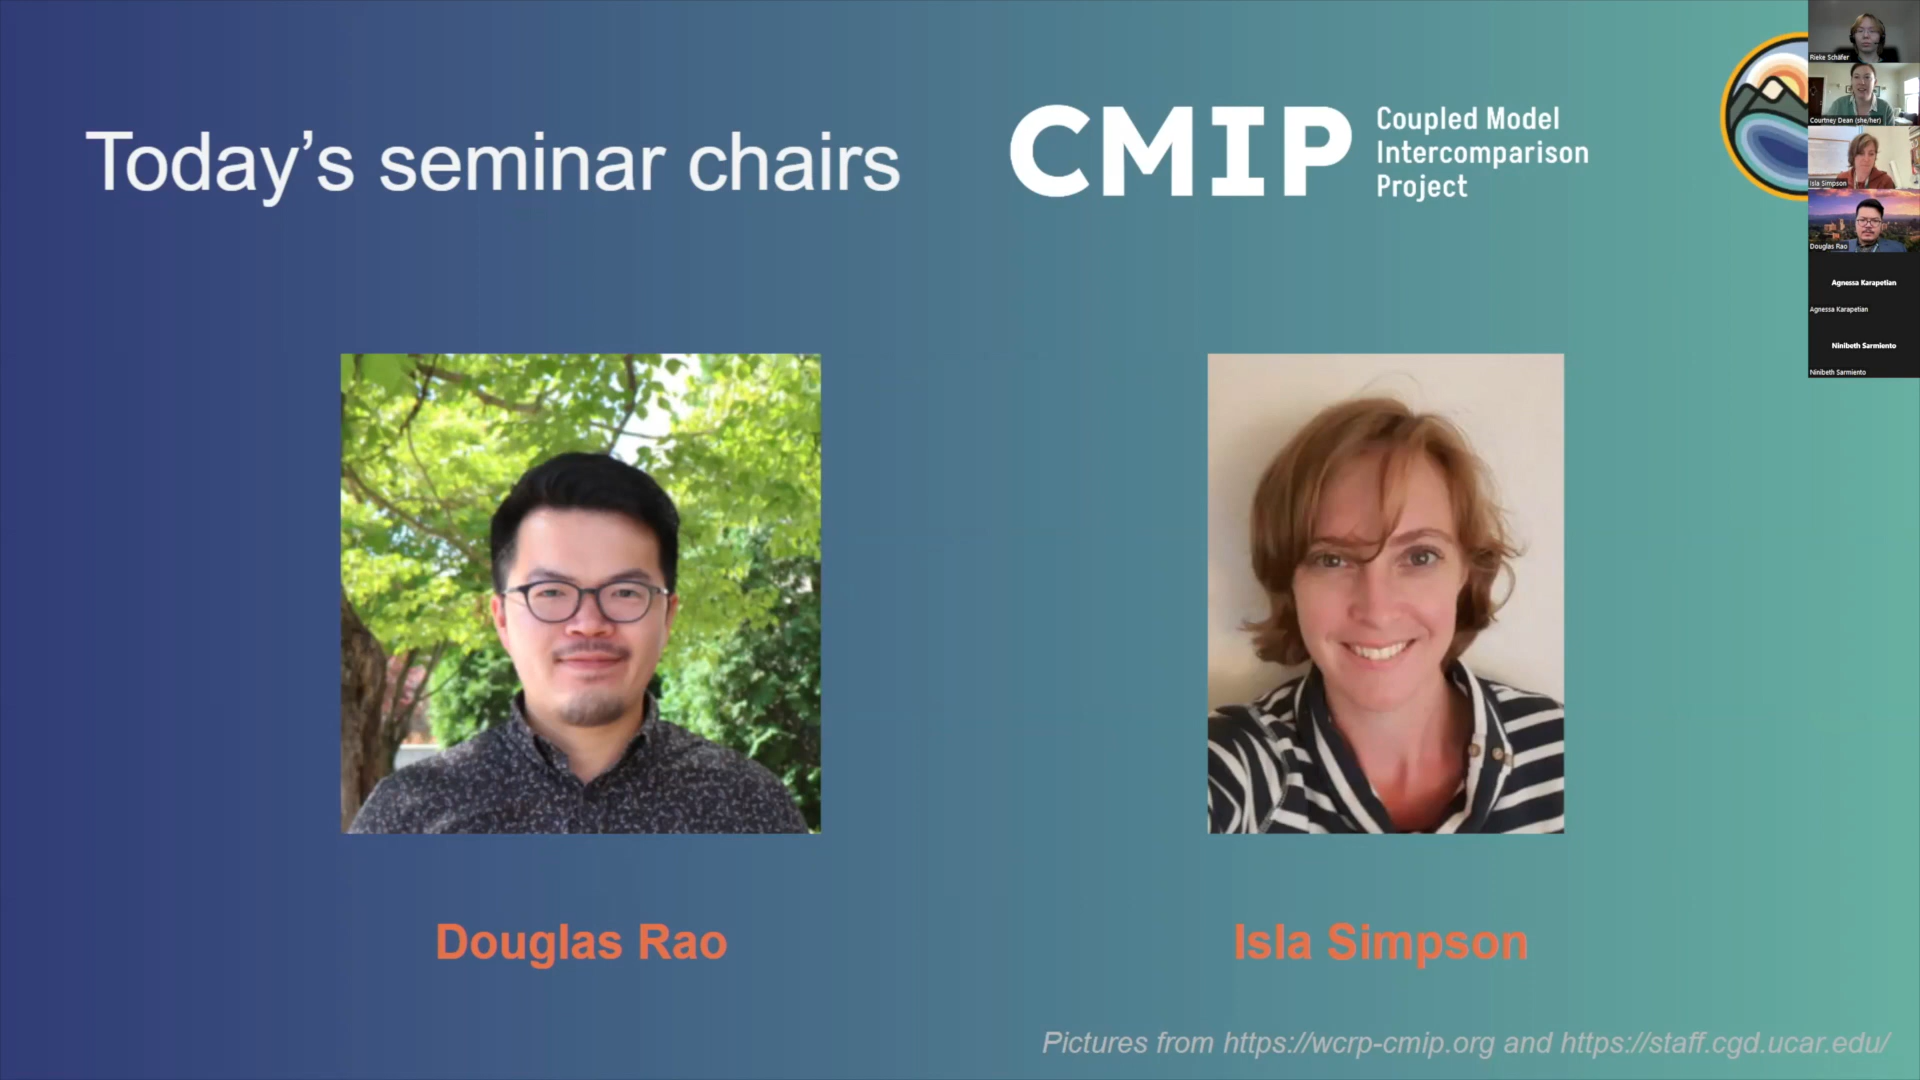 Today's seminar chairs
CMIP
Coupled Model
Intercomparison
Project
Rieke Schäfer
Courtney Dean (she/her)
Isla Simpson
Douglas Rao
Agnessa Karapetian
Agnessa Karapetian
Ninibeth Sarmiento
Ninibeth Sarmiento
Douglas Rao
Isla Simpson
Pictures from https://wcrp-cmip.org and https://staff.cgd.ucar.edu/